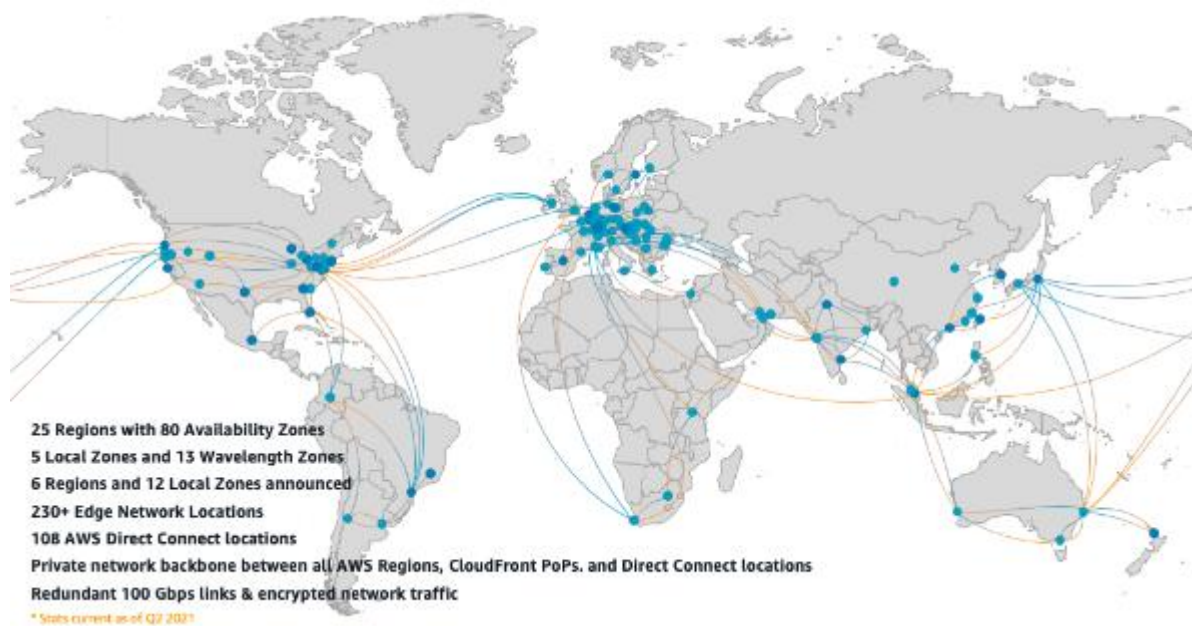 25 Regions with 80 Availability Zones
5 Local Zones and 13 Wavelength Zones
6 Regions and 12 Local Zones announced
230+ Edge Network Locations
108 AWS Direct Connect locations
Private network backbone between all AWS Regions, CloudFront PoPs. and Direct Connect locations
Redundant 100 Gbps links & encrypted network traffic
* Stats current as of Q2 2021